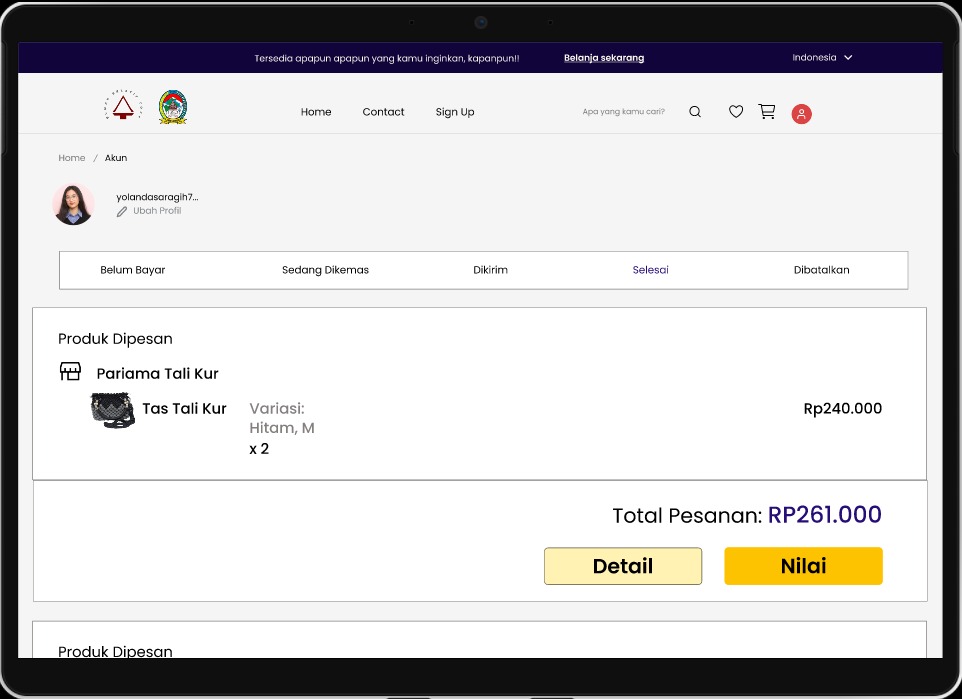 Tersedia apapun apapun yang kamu inginkan, kapanpun!! Belanja sekarang Indonesia
Home Contact Sign Up Apa yang kamu cari?
Home / Akun
yolandasaragih7...
Ubah Profil
Belum Bayar Sedang Dikemas Dikirim Selesai Dibatalkan
Produk Dipesan
Pariama Tali Kur
Tas Tali Kur Variasi: Rp240.000
Hitam, M
x 2
Total Pesanan: RP261.000
Detail Nilai
Produk Dipesan